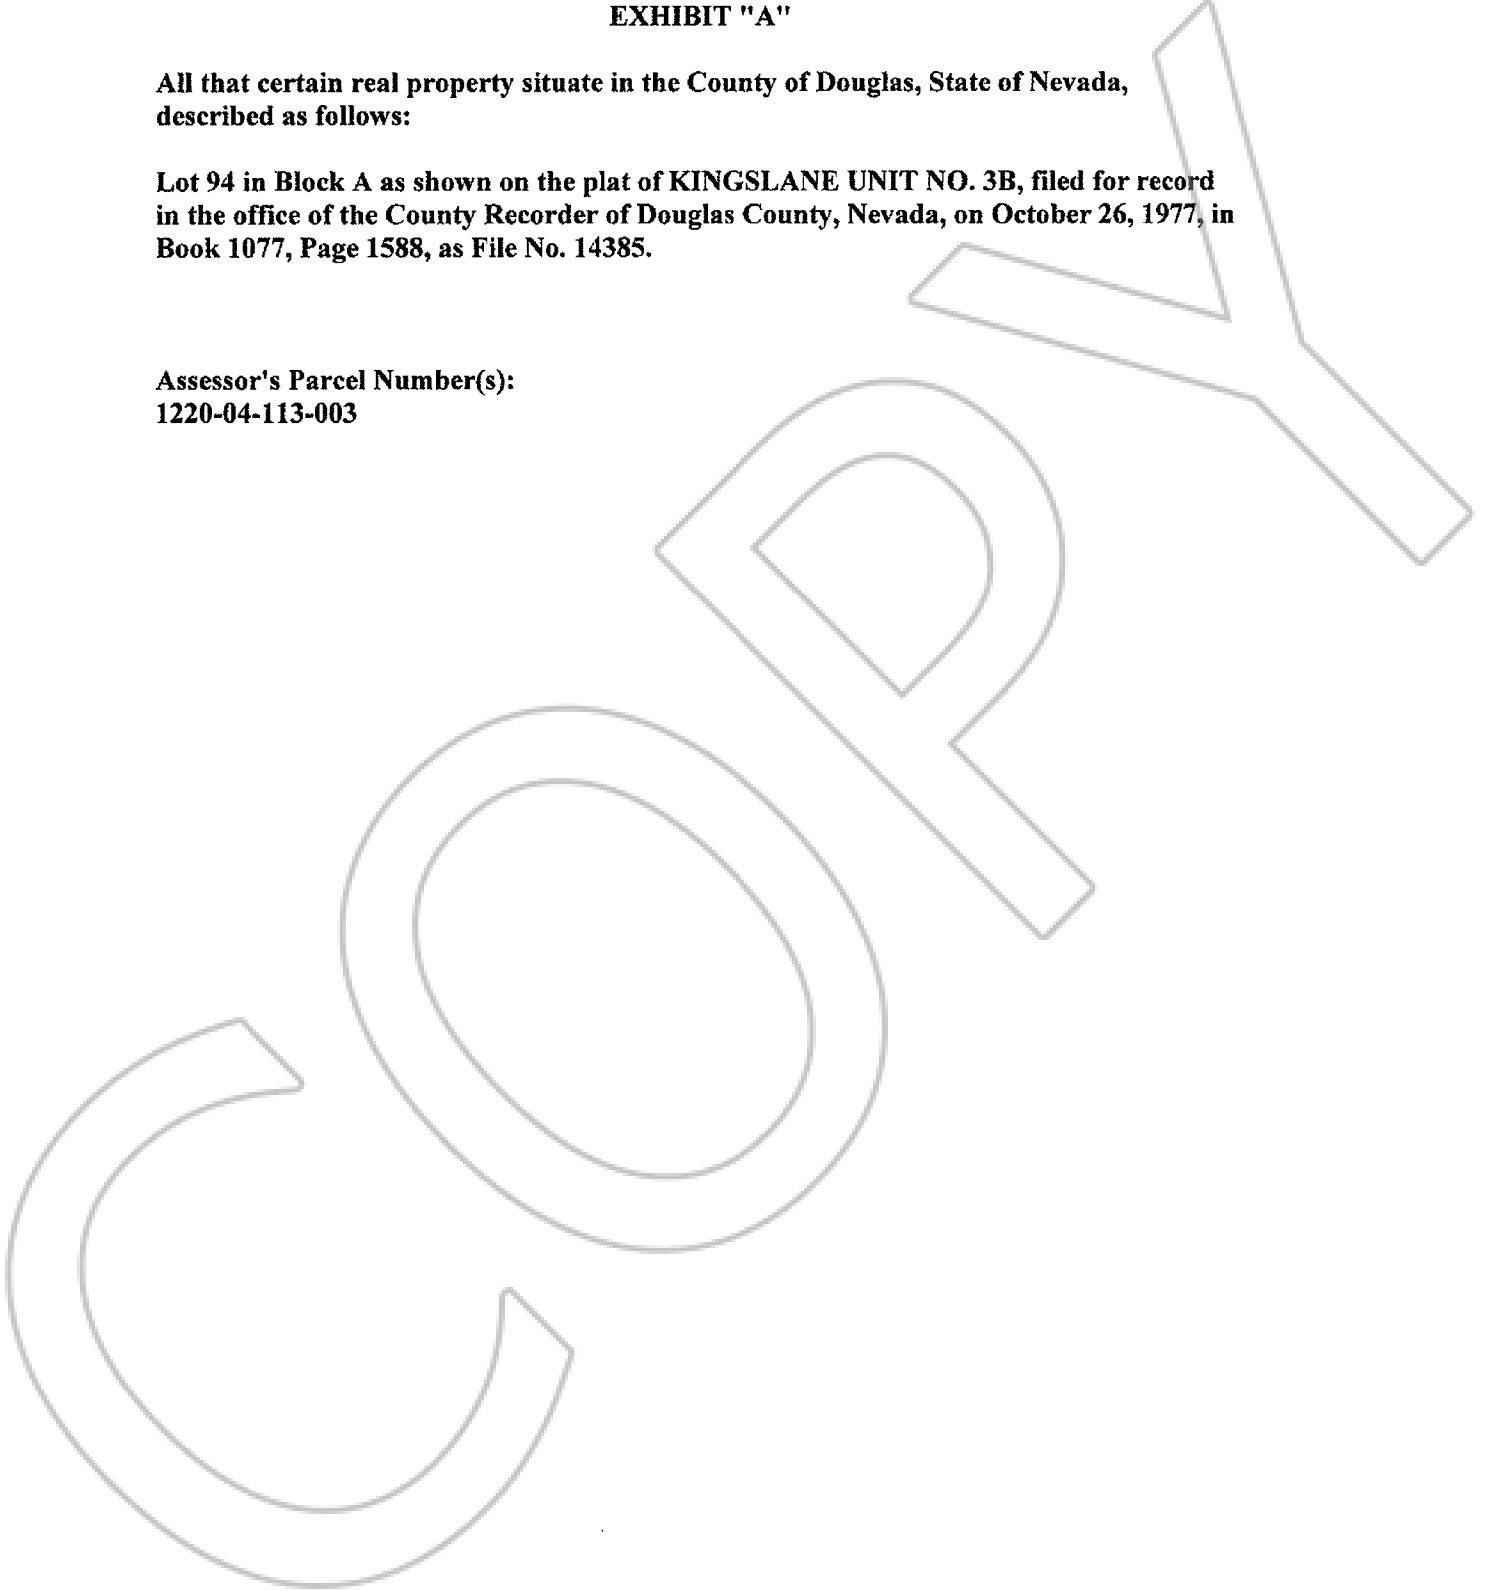 EXHIBIT "A"
All that certain real property situate in the County of Douglas, State of Nevada,
described as follows:
Lot 94 in Block A as shown on the plat of KINGSLANE UNIT NO. 3B, filed for record
in the office of the County Recorder of Douglas County, Nevada, on October 26, 1977, in
Book 1077, Page 1588, as File No. 14385.
Assessor's Parcel Number(s):
1220-04-113-003
COPY